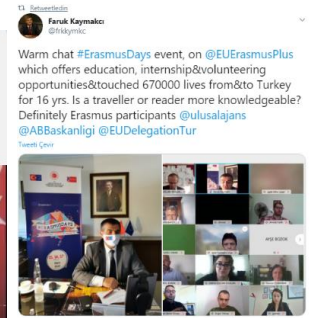 Retweetledin
Faruk Kaymakcı
@frkkymkc
Warm chat #ErasmusDays event, on @EUErasmusPlus
which offers education, internship&volunteering
opportunities&touched 670000 lives from&to Turkey
for 16 yrs. Is a traveller or reader more knowledgeable?
Definitely Erasmus participants @ulusalajans
@ABBaskanligi @EUDelegationTur
Tweeti Çevir